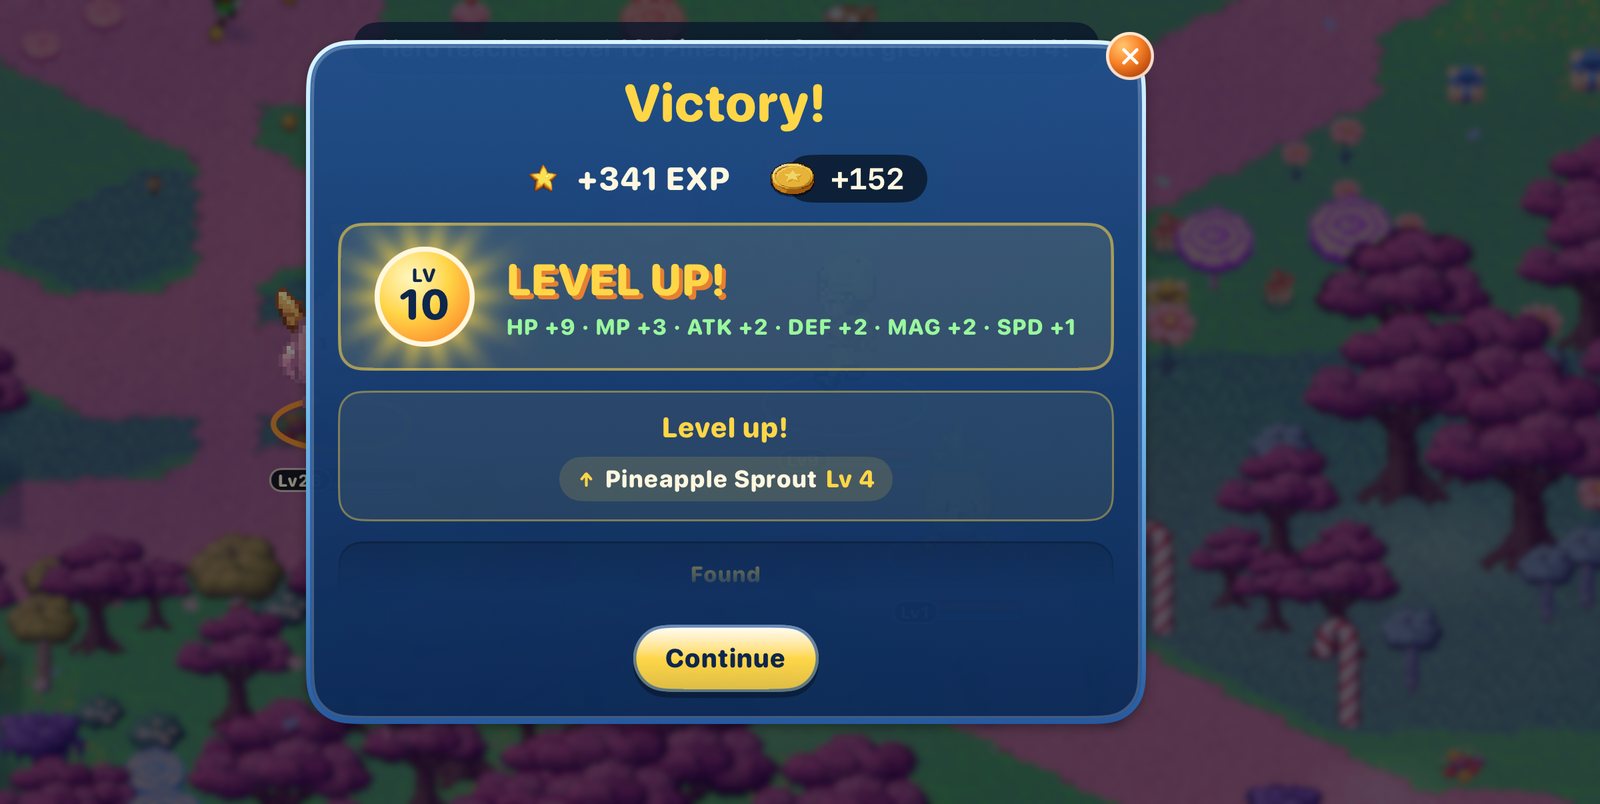 Victory!
+341 EXP
+152
LV
10
LEVEL UP!
HP +9 · MP +3 · ATK +2 · DEF +2 · MAG +2 · SPD +1
Level up!
↑ Pineapple Sprout Lv 4
Found
Lv1
Continue